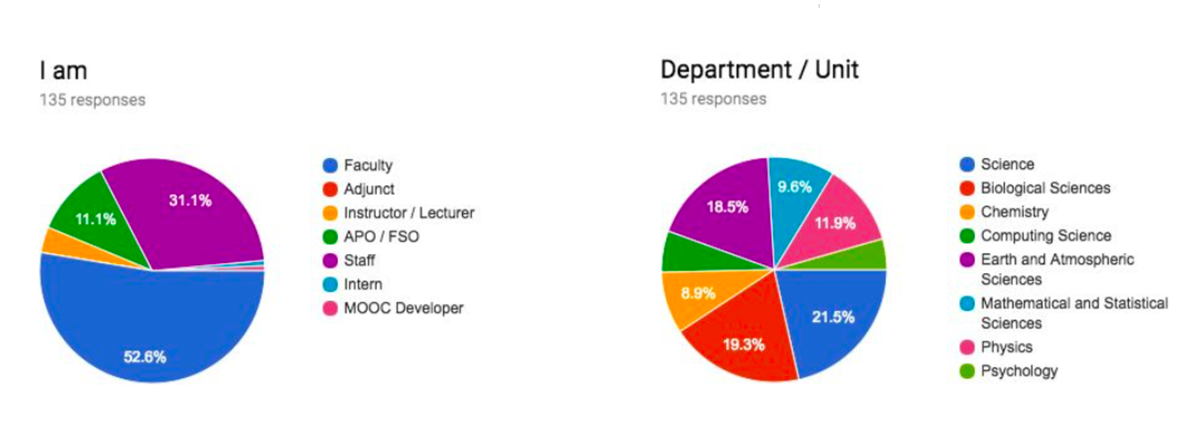 I am
135 responses
31.1%
11.1%
52.6%
Faculty
Adjunct
Instructor / Lecturer
APO / FSO
Staff
Intern
MOOC Developer
Department / Unit
135 responses
9.6%
18.5%
11.9%
8.9%
21.5%
19.3%
Science
Biological Sciences
Chemistry
Computing Science
Earth and Atmospheric
Sciences
Mathematical and Statistical
Sciences
Physics
Psychology